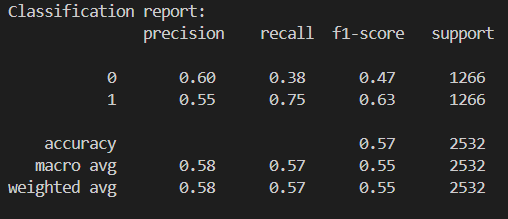 Classification report:
precision recall f1-score support
0 0.60 0.38 0.47 1266
1 0.55 0.75 0.63 1266
accuracy 0.57 2532
macro avg 0.58 0.57 0.55 2532
weighted avg 0.58 0.57 0.55 2532